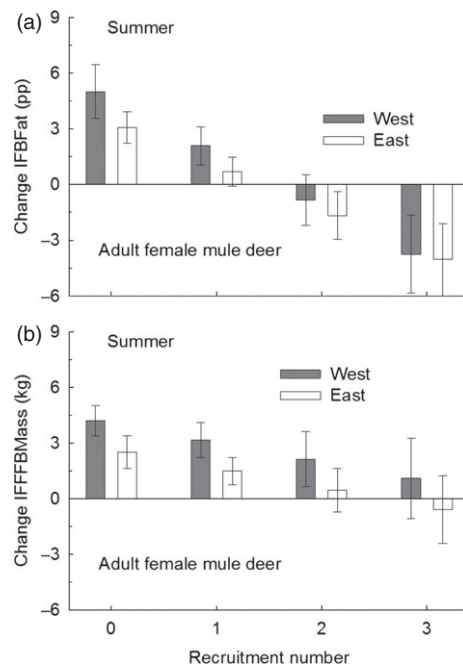 (a)
Summer
Change IFBFat (pp)
9
6
3
0
–3
–6
West
East
Adult female mule deer
(b)
Summer
Change IFFFBMass (kg)
9
6
3
0
–3
–6
West
East
Adult female mule deer
0 1 2 3
Recruitment number